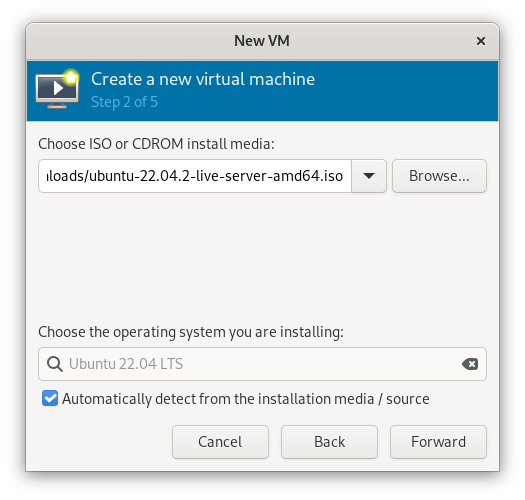 New VM
Create a new virtual machine
Step 2 of 5
Choose ISO or CDROM install media:
loads/ubuntu-22.04.2-live-server-amd64.iso
Browse...
Choose the operating system you are installing:
Ubuntu 22.04 LTS
Automatically detect from the installation media / source
Cancel
Back
Forward